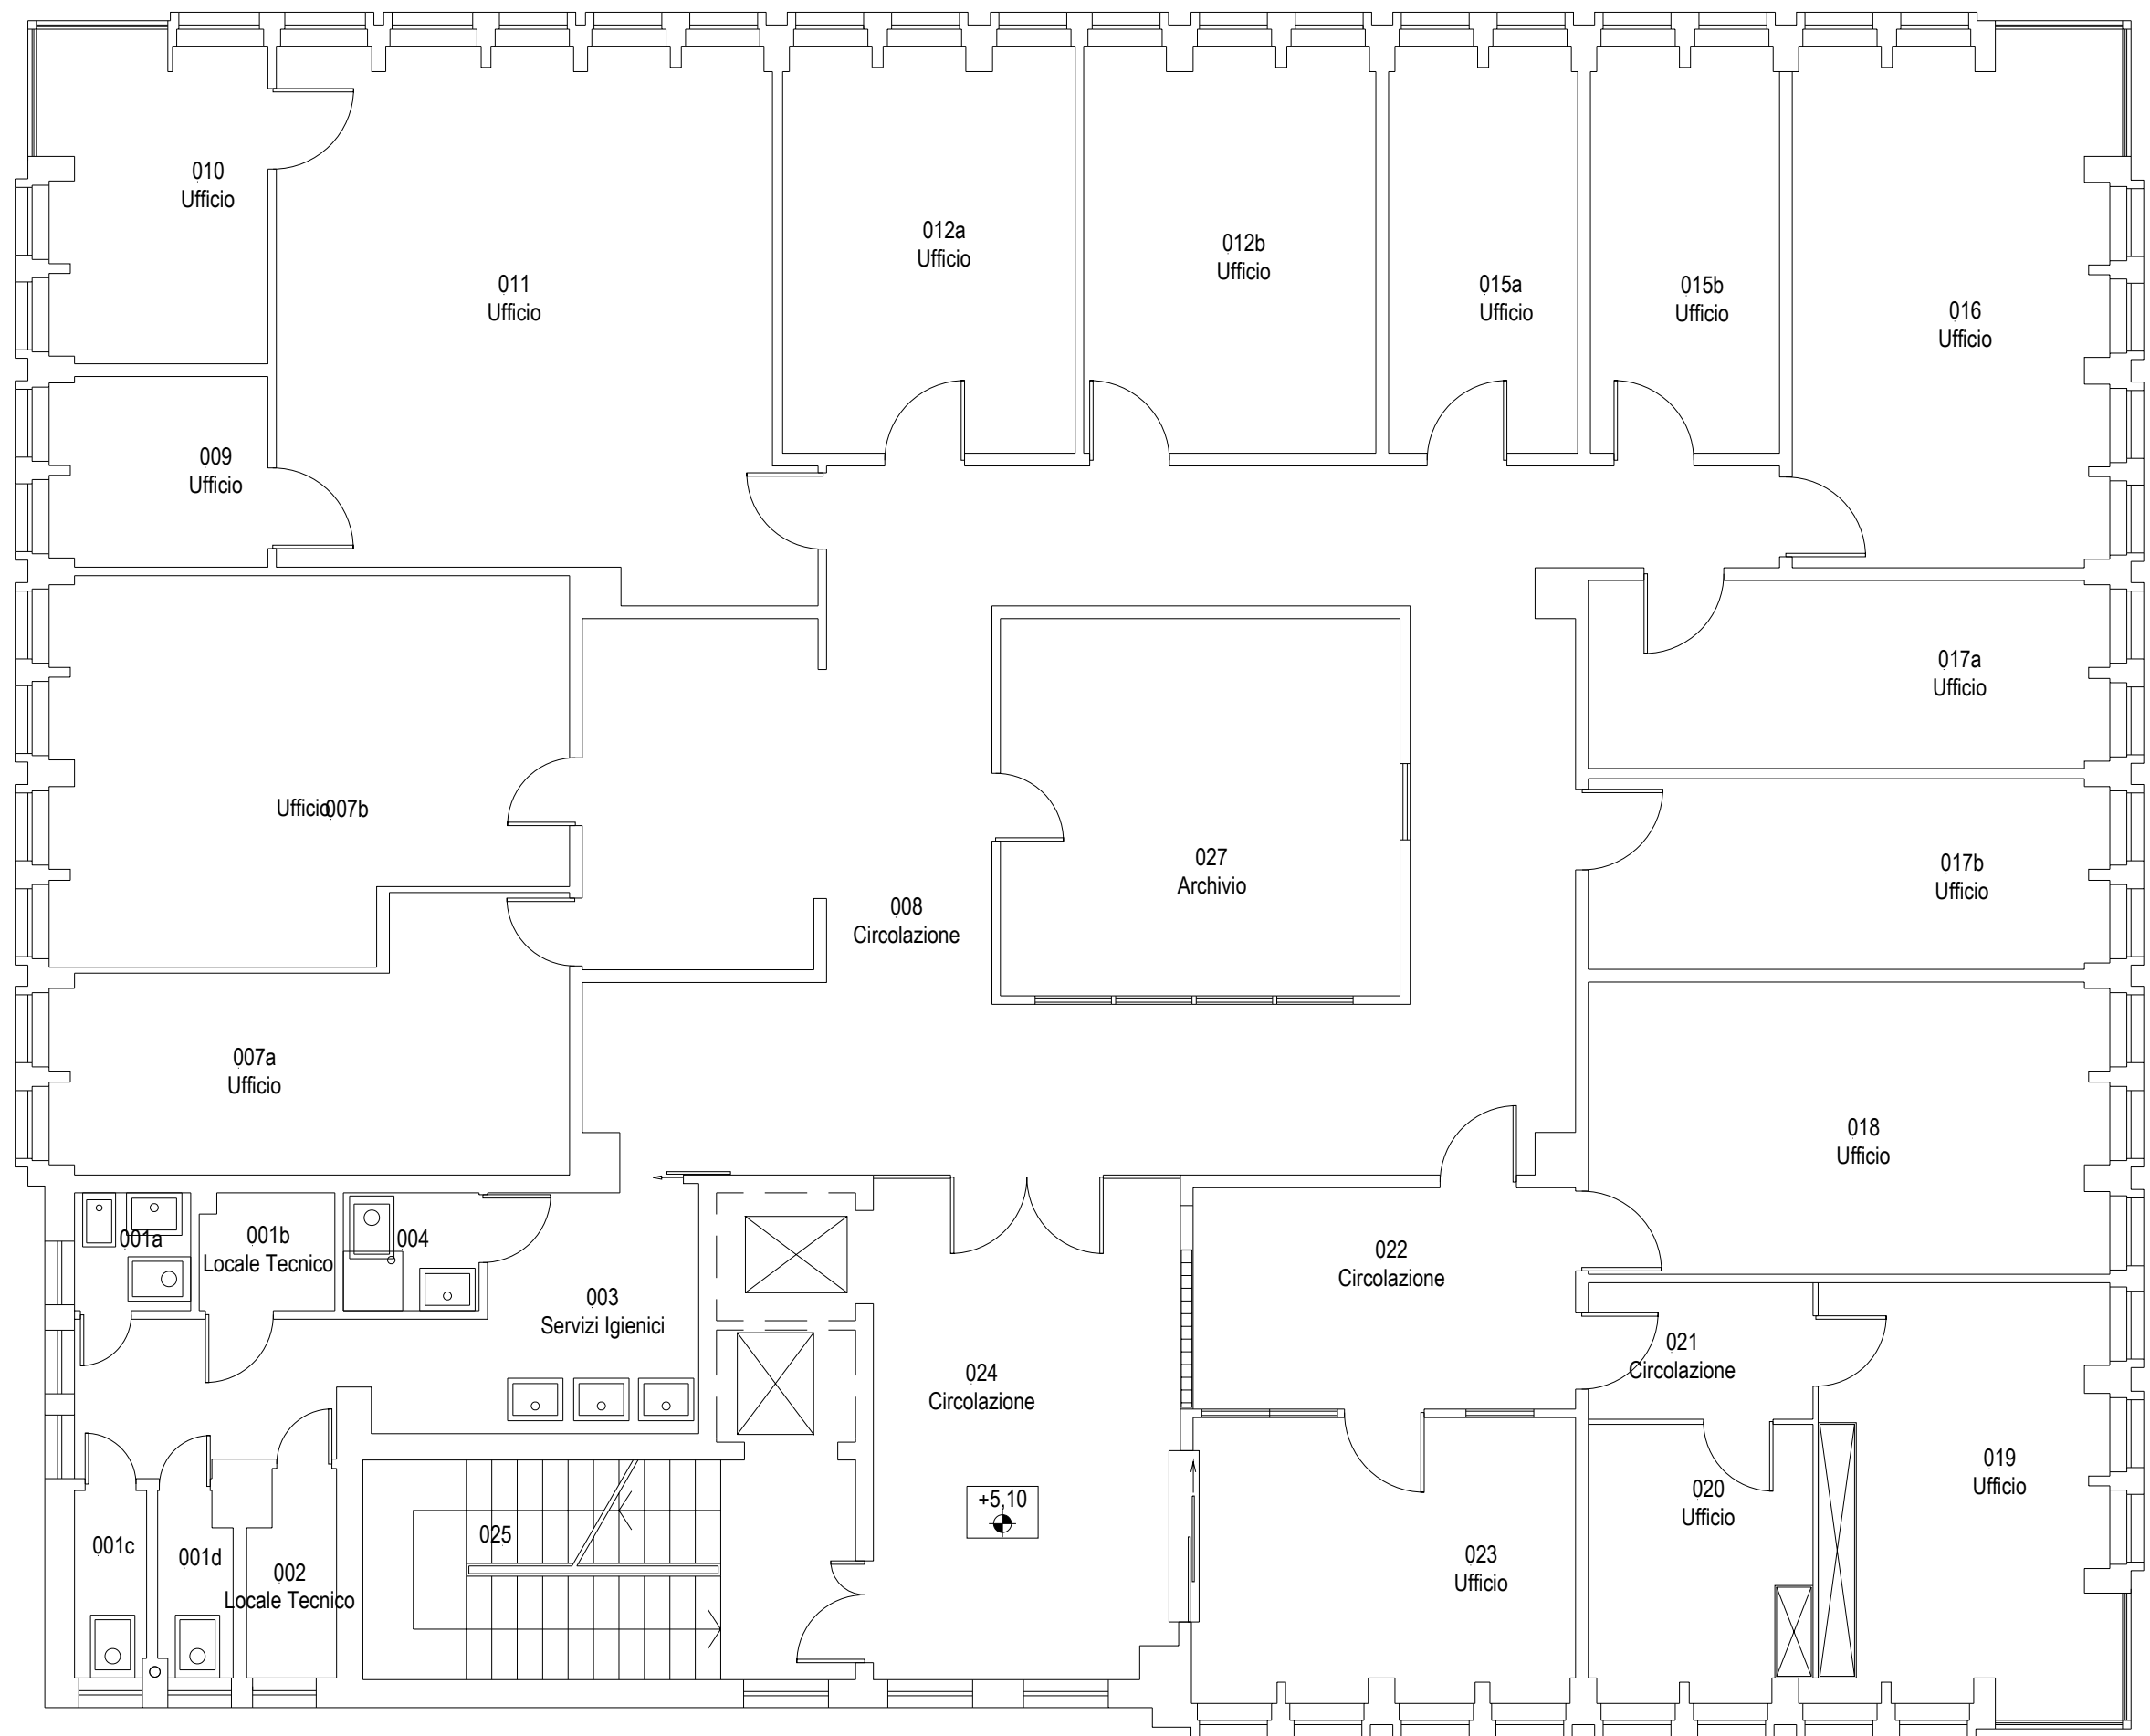 010
Ufficio
011
Ufficio
012a
Ufficio
012b
Ufficio
015a
Ufficio
015b
Ufficio
016
Ufficio
009
Ufficio
017a
Ufficio
Ufficio007b
027
Archivio
017b
Ufficio
008
Circolazione
007a
Ufficio
018
Ufficio
001a
001b
Locale Tecnico
004
003
Servizi Igienici
022
Circolazione
021
Circolazione
024
Circolazione
019
Ufficio
020
Ufficio
+5,10
025
001c
001d
002
Locale Tecnico
023
Ufficio